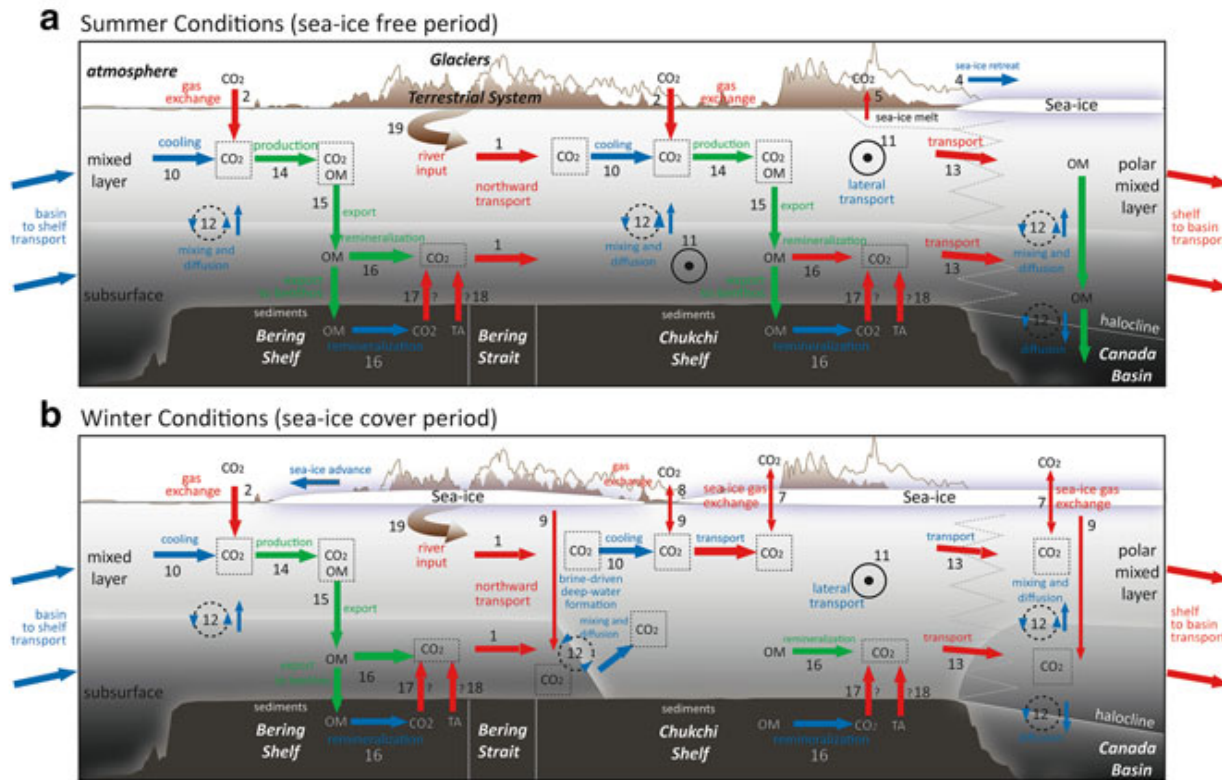 a Summer Conditions (sea-ice free period)
atmosphere
Glaciers
Terrestrial System
CO2
gas
exchange
2
CO2
2
gas
exchange
CO2
5
sea-ice melt
4
sea-ice retreat
Sea-ice
19
river
input
mixed
layer
cooling
10
CO2
production
14
CO2
OM
1
northward
transport
CO2
cooling
10
CO2
production
14
CO2
OM
11
lateral
transport
transport
13
OM
polar
mixed
layer
basin
to shelf
transport
12
mixing and
diffusion
15
export
12
mixing and
diffusion
15
export
12
mixing and
diffusion
shelf
to basin
transport
subsurface
OM
remineralization
16
CO2
1
11
OM
remineralization
16
CO2
transport
13
OM
17
?
?
18
17
?
?
18
sediments
OM
remineralization
16
CO2
TA
sediments
OM
remineralization
16
CO2
TA
12
diffusion
halocline
Bering
Shelf
Bering
Strait
Chukchi
Shelf
Canada
Basin
b Winter Conditions (sea-ice cover period)
CO2
gas
exchange
2
sea-ice advance
Sea-ice
gas
exchange
CO2
8
9
sea-ice gas
exchange
CO2
7
Sea-ice
CO2
7
sea-ice gas
exchange
9
19
river
input
9
mixed
layer
cooling
10
CO2
production
14
CO2
OM
1
northward
transport
CO2
cooling
10
CO2
transport
CO2
11
lateral
transport
transport
13
CO2
polar
mixed
layer
brine-driven
deep-water
formation
basin
to shelf
transport
12
15
export
mixing and
diffusion
12
CO2
CO2
mixing and
diffusion
12
shelf
to basin
transport
subsurface
OM
16
CO2
1
OM
remineralization
16
CO2
transport
13
CO2
17
?
?
18
17
?
?
18
sediments
OM
remineralization
16
CO2
TA
sediments
OM
remineralization
16
CO2
TA
12
diffusion
halocline
Bering
Shelf
Bering
Strait
Chukchi
Shelf
Canada
Basin